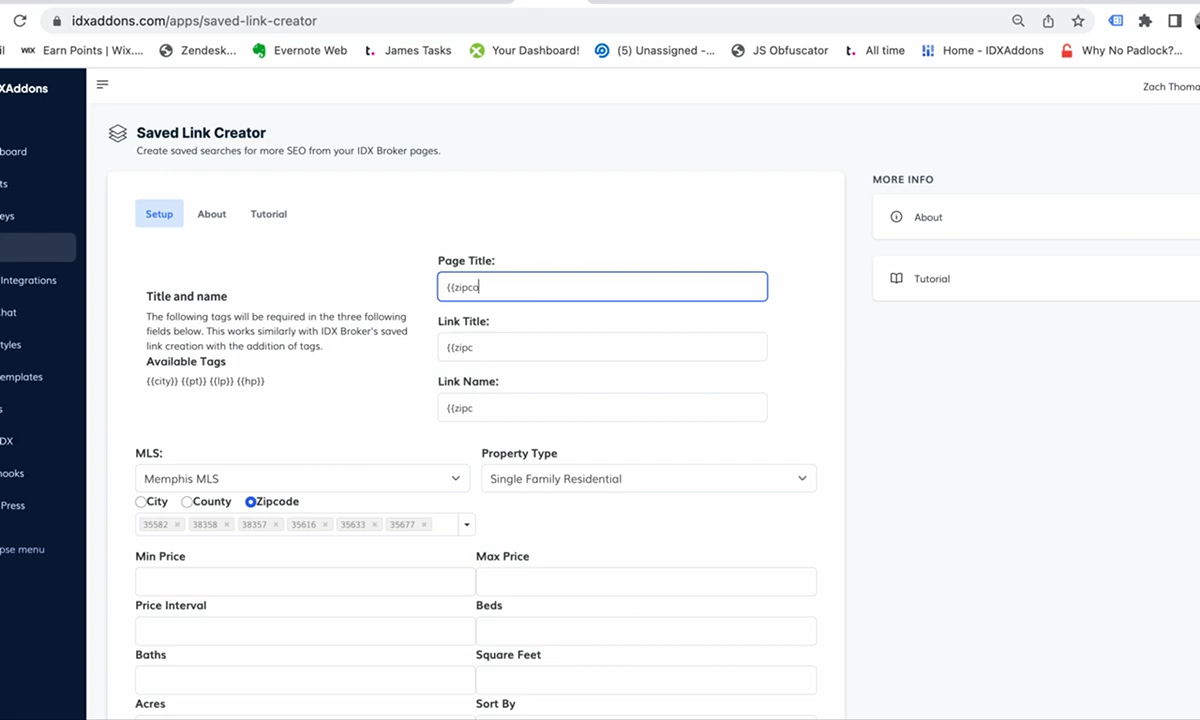 idxaddons.com/apps/saved-link-creator
il
WiX Earn Points | Wix....
Zendesk...
Evernote Web
t. James Tasks
Your Dashboard!
(5) Unassigned -...
JS Obfuscator
t. All time
Home - IDXAddons
Why No Padlock?...
XAddons
Zach Thoma
board
ts
eys
Integrations
hat
tyles
emplates
s
DX
nooks
Press
pse menu
Saved Link Creator
Create saved searches for more SEO from your IDX Broker pages.
Setup
About
Tutorial
Title and name
The following tags will be required in the three following
fields below. This works similarly with IDX Broker's saved
link creation with the addition of tags.
Available Tags
{{city}} {{pt}} {{lp}} {{hp}}
Page Title:
{{zipco
Link Title:
{{zipc
Link Name:
{{zipc
MLS:
Memphis MLS
Property Type
Single Family Residential
City
County
Zipcode
35582 × 38358 × 38357 × 35616 × 35633 × 35677 ×
Min Price
Max Price
Price Interval
Beds
Baths
Square Feet
Acres
Sort By
MORE INFO
About
Tutorial